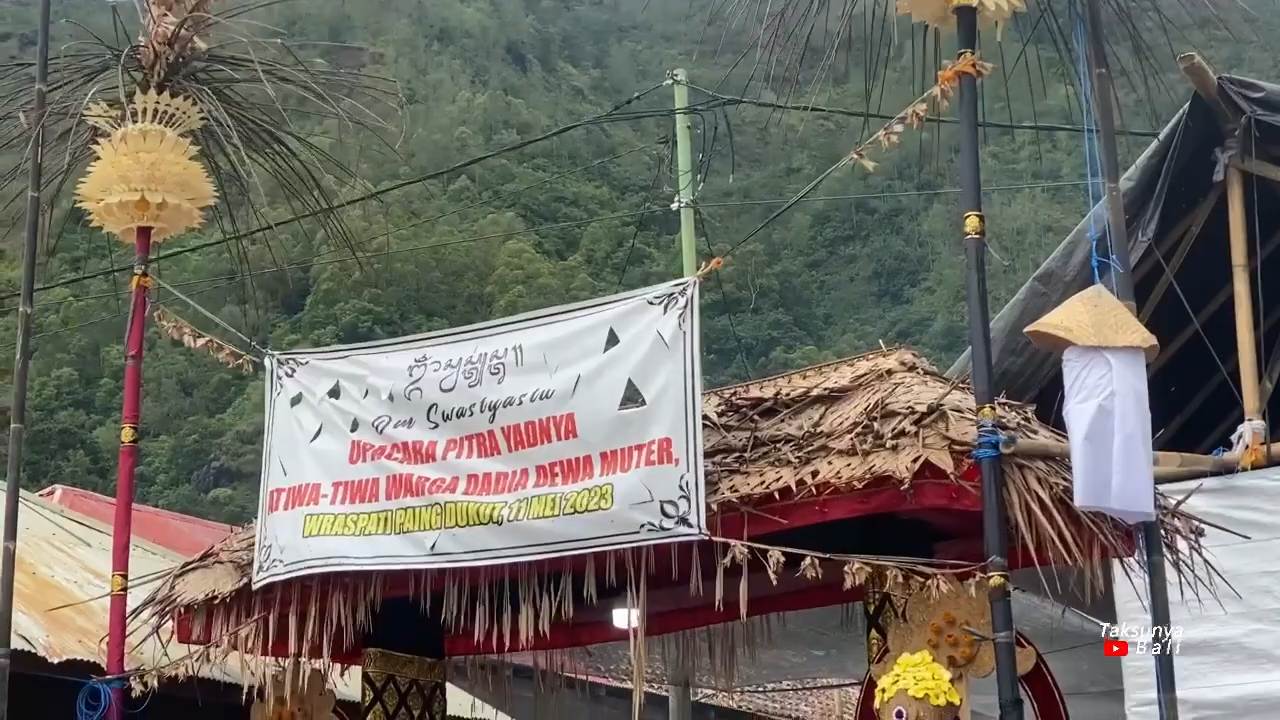 Om Swastyastu
UPACARA PITRA YADNYA
ATIWA-TIWA WARGA DADIA DEWA MUTER,
WRASPATI PAING DUKUT, 11 MEI 2023
Taksunya
Bali